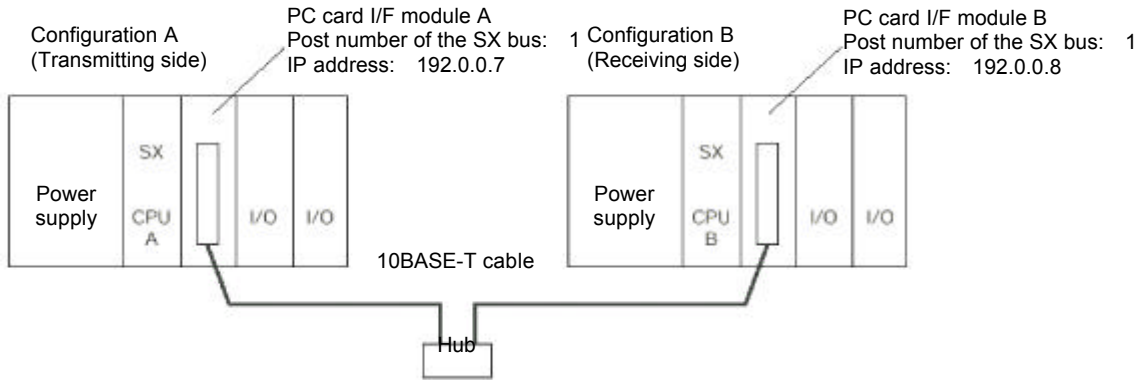 Configuration A
(Transmitting side)
PC card I/F module A
Post number of the SX bus: 1
IP address: 192.0.0.7
Configuration B
(Receiving side)
PC card I/F module B
Post number of the SX bus: 1
IP address: 192.0.0.8
Power
supply
SX
CPU
A
I/O
I/O
Power
supply
SX
CPU
B
I/O
I/O
10BASE-T cable
Hub